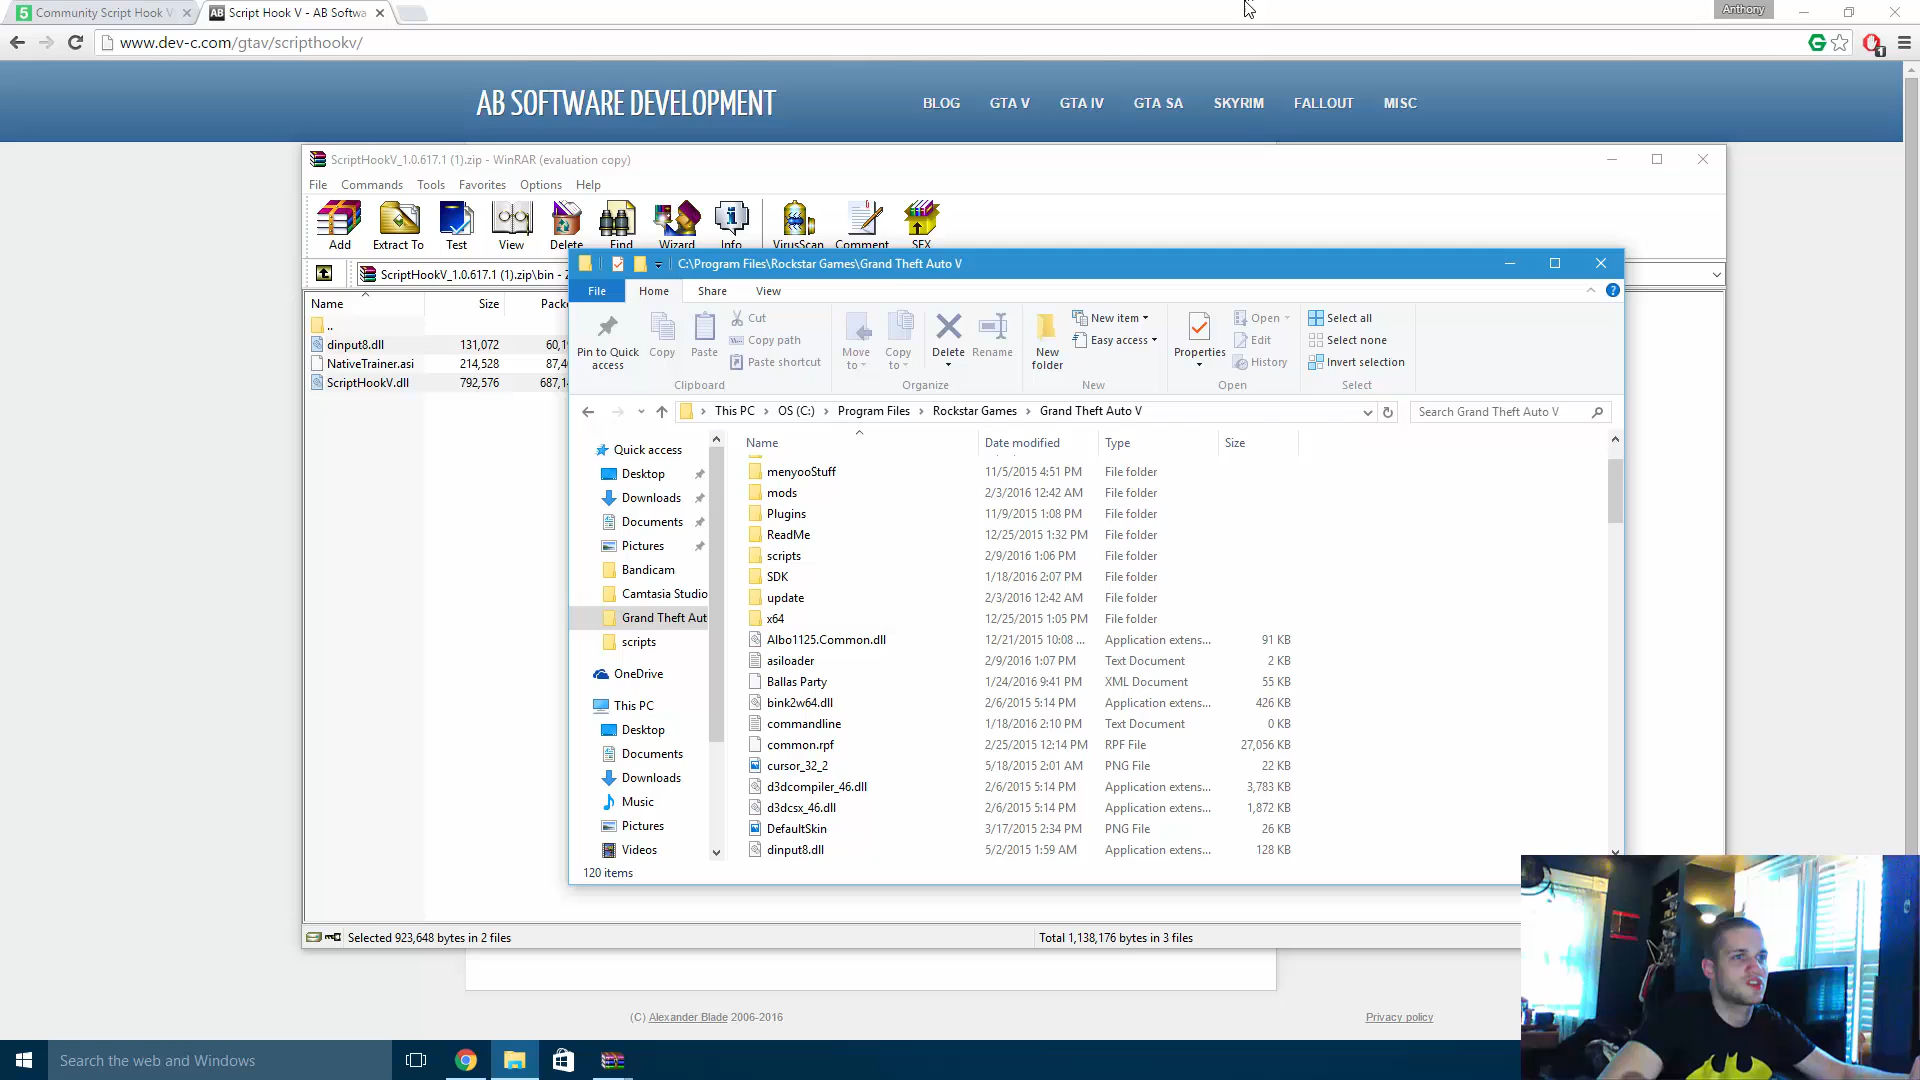 Community Script Hook V
Script Hook V - AB Softwa
Anthony
www.dev-c.com/gtav/scripthookv/
AB SOFTWARE DEVELOPMENT
BLOG GTA V GTA IV GTA SA SKYRIM FALLOUT MISC
ScriptHookV_1.0.617.1 (1).zip - WinRAR (evaluation copy)
File Commands Tools Favorites Options Help
Add Extract To Test View Delete Find Wizard Info VirusScan Comment SFX
ScriptHookV_1.0.617.1 (1).zip\bin - Z
Name Size Packe
..
dinput8.dll 131,072 60,1
NativeTrainer.asi 214,528 87,4
ScriptHookV.dll 792,576 687,1
Selected 923,648 bytes in 2 files
Total 1,138,176 bytes in 3 files
C:\Program Files\Rockstar Games\Grand Theft Auto V
File Home Share View
Pin to Quick access
Copy
Paste
Cut
Copy path
Paste shortcut
Clipboard
Move to
Copy to
Delete
Rename
Organize
New folder
New item
Easy access
New
Properties
Open
Edit
History
Open
Select all
Select none
Invert selection
Select
This PC OS (C:) Program Files Rockstar Games Grand Theft Auto V
Search Grand Theft Auto V
Quick access
Desktop
Downloads
Documents
Pictures
Bandicam
Camtasia Studio
Grand Theft Aut
scripts
OneDrive
This PC
Desktop
Documents
Downloads
Music
Pictures
Videos
Name Date modified Type Size
menyooStuff 11/5/2015 4:51 PM File folder
mods 2/3/2016 12:42 AM File folder
Plugins 11/9/2015 1:08 PM File folder
ReadMe 12/25/2015 1:32 PM File folder
scripts 2/9/2016 1:06 PM File folder
SDK 1/18/2016 2:07 PM File folder
update 2/3/2016 12:42 AM File folder
x64 12/25/2015 1:05 PM File folder
Albo1125.Common.dll 12/21/2015 10:08 ... Application extens... 91 KB
asiloader 2/9/2016 1:07 PM Text Document 2 KB
Ballas Party 1/24/2016 9:41 PM XML Document 55 KB
bink2w64.dll 2/6/2015 5:14 PM Application extens... 426 KB
commandline 1/18/2016 2:10 PM Text Document 0 KB
common.rpf 2/25/2015 12:14 PM RPF File 27,056 KB
cursor_32_2 5/18/2015 2:01 AM PNG File 22 KB
d3dcompiler_46.dll 2/6/2015 5:14 PM Application extens... 3,783 KB
d3dcsx_46.dll 2/6/2015 5:14 PM Application extens... 1,872 KB
DefaultSkin 3/17/2015 2:34 PM PNG File 26 KB
dinput8.dll 5/2/2015 1:59 AM Application extens... 128 KB
120 items
(C) Alexander Blade 2006-2016
Privacy policy
Search the web and Windows